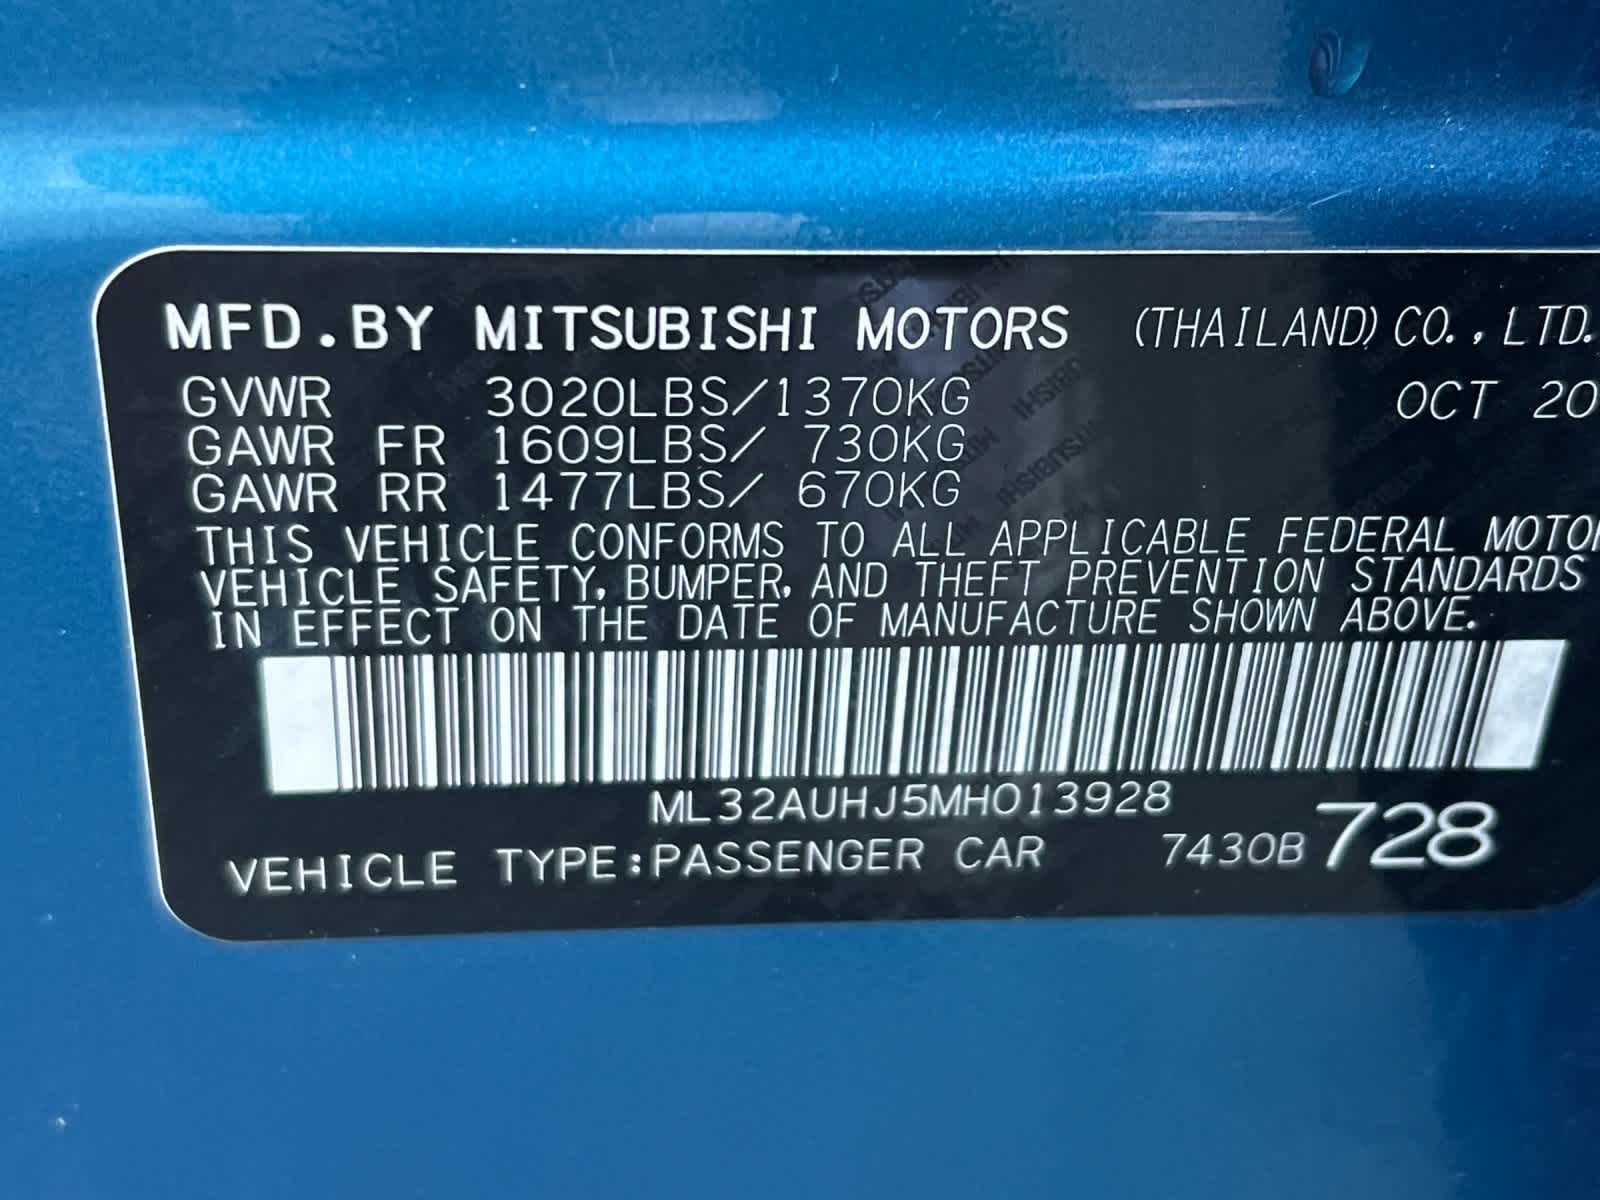 MFD.BY MITSUBISHI MOTORS (THAILAND) CO.,LTD.
GVWR 3020LBS/1370KG OCT 20
GAWR FR 1609LBS/ 730KG
GAWR RR 1477LBS/ 670KG
THIS VEHICLE CONFORMS TO ALL APPLICABLE FEDERAL MOTOR
VEHICLE SAFETY, BUMPER, AND THEFT PREVENTION STANDARDS
IN EFFECT ON THE DATE OF MANUFACTURE SHOWN ABOVE.
ML32AUHJ5MH013928
VEHICLE TYPE:PASSENGER CAR 7430B 728